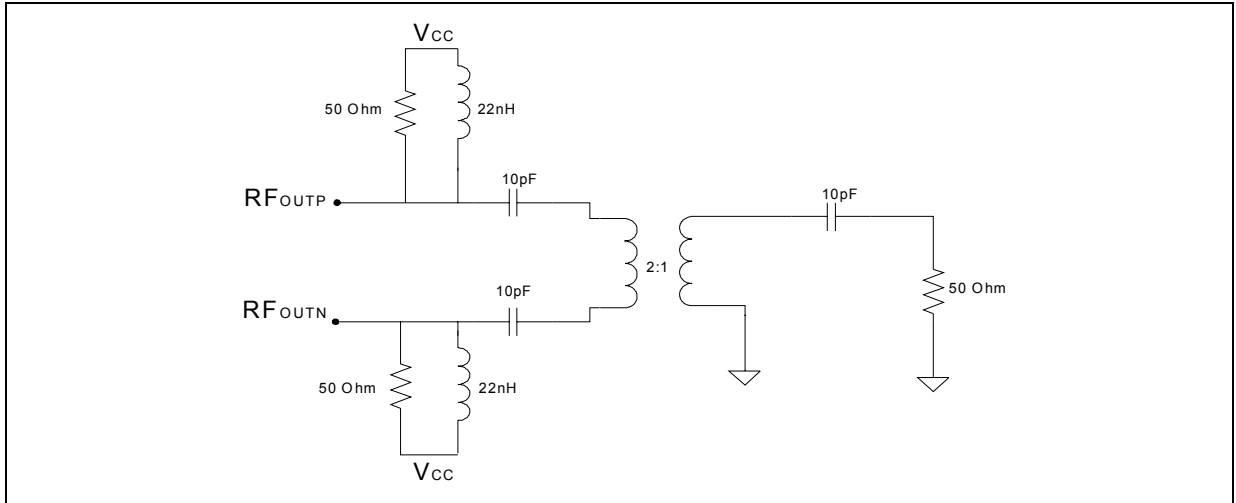 VCC
50 Ohm
22nH
10pF
RFOUTP
10pF
2:1
10pF
50 Ohm
RFOUTN
50 Ohm
22nH
VCC